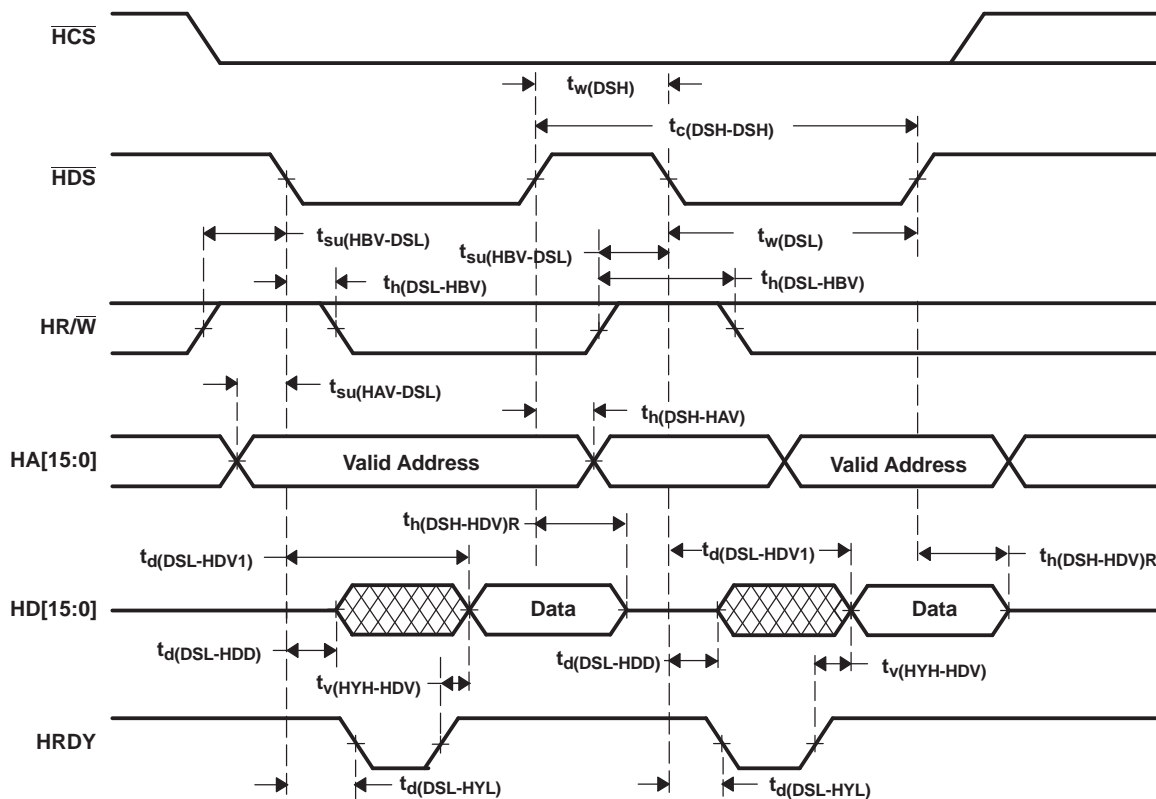 HCS
tw(DSH)
tc(DSH-DSH)
HDS
tsu(HBV-DSL)
tsu(HBV-DSL)
tw(DSL)
th(DSL-HBV)
th(DSL-HBV)
HR/W
tsu(HAV-DSL)
th(DSH-HAV)
HA[15:0]
Valid Address
Valid Address
th(DSH-HDV)R
td(DSL-HDV1)
td(DSL-HDV1)
th(DSH-HDV)R
HD[15:0]
Data
Data
td(DSL-HDD)
td(DSL-HDD)
tv(HYH-HDV)
tv(HYH-HDV)
HRDY
td(DSL-HYL)
td(DSL-HYL)